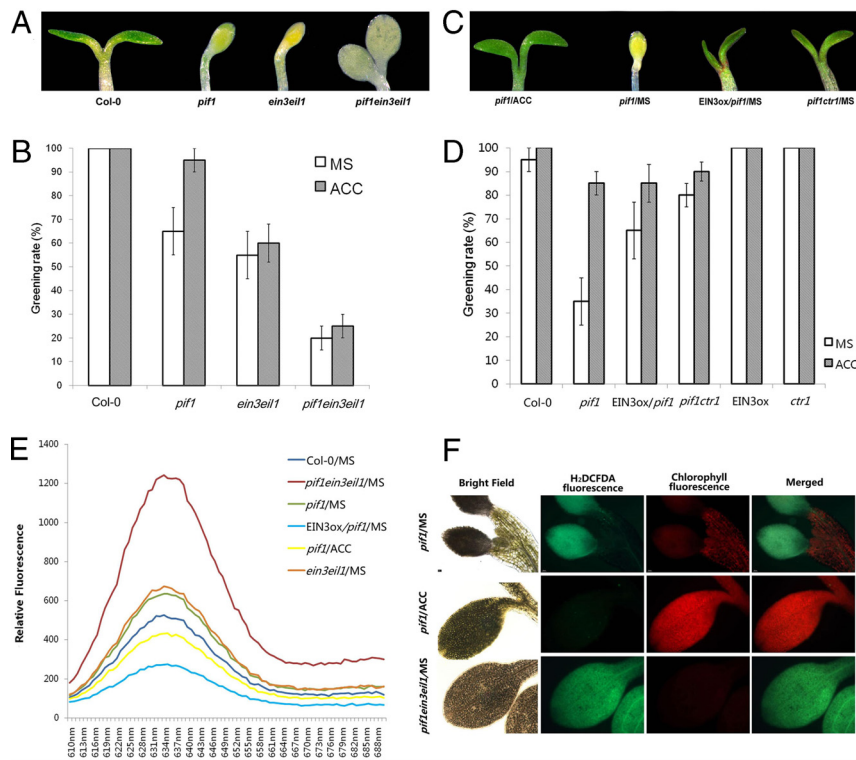 A
Col-0 pif1 ein3eil1 pif1ein3eil1
C
pif1/ACC pif1/MS EIN3ox/pif1/MS pif1ctr1/MS
B
Greening rate (%)
100
90
80
70
60
50
40
30
20
10
0
MS
ACC
Col-0 pif1 ein3eil1 pif1ein3eil1
D
Greening rate (%)
100
90
80
70
60
50
40
30
20
10
0
MS
ACC
Col-0 pif1 EIN3ox/pif1 pif1ctr1 EIN3ox ctr1
E
Relative Fluorescence
1400
1200
1000
800
600
400
200
0
Col-0/MS
pif1ein3eil1/MS
pif1/MS
EIN3ox/pif1/MS
pif1/ACC
ein3eil1/MS
610nm 613nm 616nm 619nm 622nm 625nm 628nm 631nm 634nm 637nm 640nm 643nm 646nm 649nm 652nm 655nm 658nm 661nm 664nm 667nm 670nm 673nm 676nm 679nm 682nm 685nm 688nm
F
Bright Field
H₂DCFDA
fluorescence
Chlorophyll
fluorescence
Merged
pif1/MS
pif1/ACC
pif1ein3eil1/MS